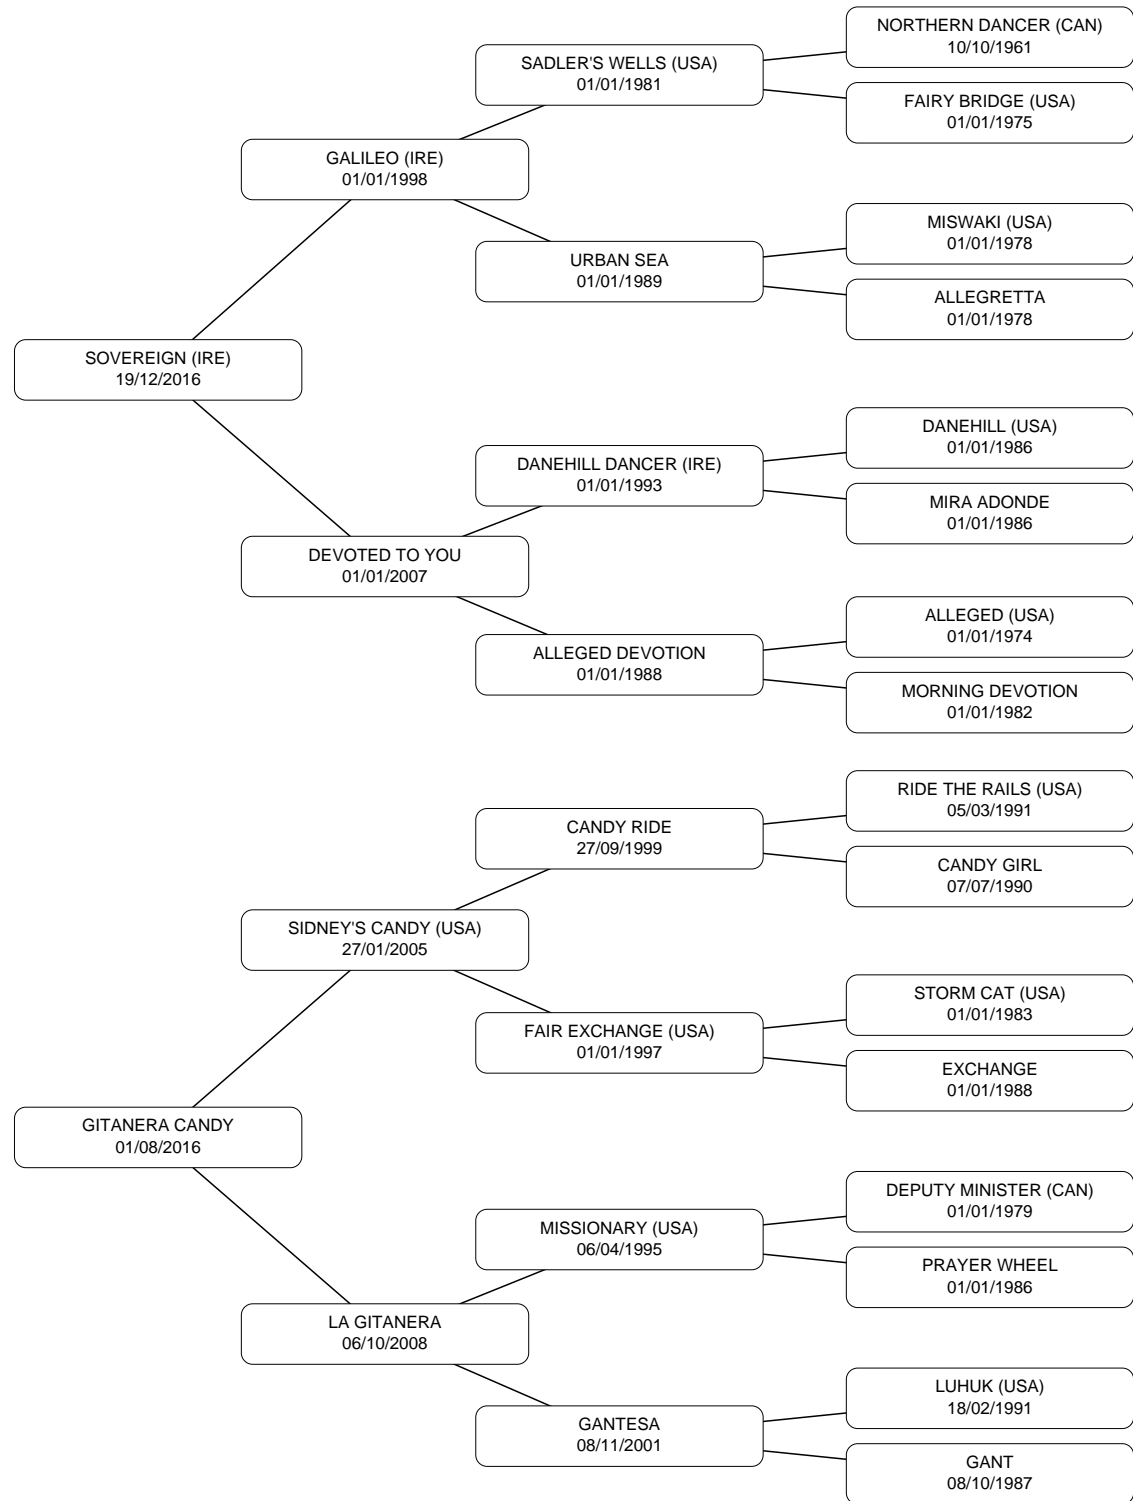 NORTHERN DANCER (CAN)
10/10/1961
SADLER'S WELLS (USA)
01/01/1981
FAIRY BRIDGE (USA)
01/01/1975
GALILEO (IRE)
01/01/1998
MISWAKI (USA)
01/01/1978
URBAN SEA
01/01/1989
ALLEGRETTA
01/01/1978
SOVEREIGN (IRE)
19/12/2016
DANEHILL (USA)
01/01/1986
DANEHILL DANCER (IRE)
01/01/1993
MIRA ADONDE
01/01/1986
DEVOTED TO YOU
01/01/2007
ALLEGED (USA)
01/01/1974
ALLEGED DEVOTION
01/01/1988
MORNING DEVOTION
01/01/1982
RIDE THE RAILS (USA)
05/03/1991
CANDY RIDE
27/09/1999
CANDY GIRL
07/07/1990
SIDNEY'S CANDY (USA)
27/01/2005
STORM CAT (USA)
01/01/1983
FAIR EXCHANGE (USA)
01/01/1997
EXCHANGE
01/01/1988
GITANERA CANDY
01/08/2016
DEPUTY MINISTER (CAN)
01/01/1979
MISSIONARY (USA)
06/04/1995
PRAYER WHEEL
01/01/1986
LA GITANERA
06/10/2008
LUHUK (USA)
18/02/1991
GANTESA
08/11/2001
GANT
08/10/1987